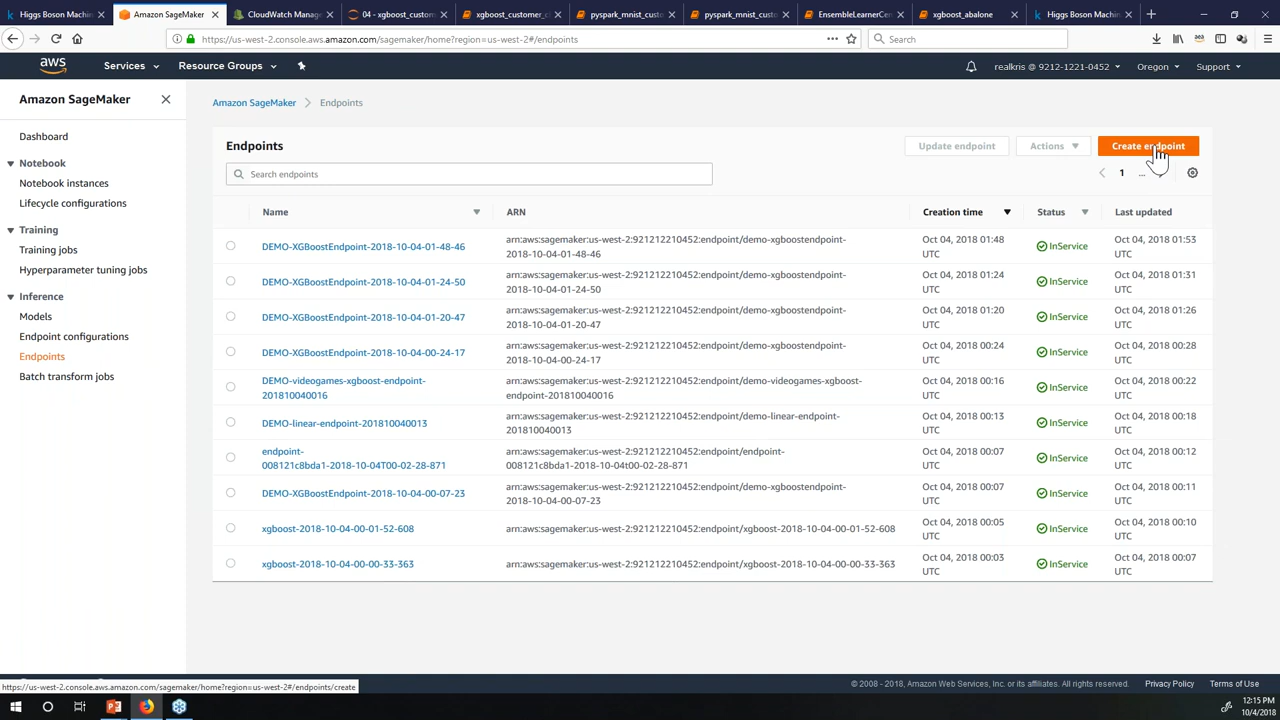 Higgs Boson Machin
Amazon SageMaker
CloudWatch Manage
04 - xgboost_custom
xgboost_customer_c
pyspark_mnist_custo
pyspark_mnist_custo
EnsembleLearnerCen
xgboost_abalone
Higgs Boson Machin
https://us-west-2.console.aws.amazon.com/sagemaker/home?region=us-west-2#/endpoints
Search
aws
Services
Resource Groups
realkris @ 9212-1221-0452
Oregon
Support
Amazon SageMaker
Dashboard
Notebook
Notebook instances
Lifecycle configurations
Training
Training jobs
Hyperparameter tuning jobs
Inference
Models
Endpoint configurations
Endpoints
Batch transform jobs
Amazon SageMaker > Endpoints
Endpoints
Update endpoint
Actions
Create endpoint
Search endpoints
1 ...
Name ARN Creation time Status Last updated
DEMO-XGBoostEndpoint-2018-10-04-01-48-46 arn:aws:sagemaker:us-west-2:921212210452:endpoint/demo-xgboostendpoint- Oct 04, 2018 01:48 InService Oct 04, 2018 01:53
2018-10-04-01-48-46 UTC UTC
DEMO-XGBoostEndpoint-2018-10-04-01-24-50 arn:aws:sagemaker:us-west-2:921212210452:endpoint/demo-xgboostendpoint- Oct 04, 2018 01:24 InService Oct 04, 2018 01:31
2018-10-04-01-24-50 UTC UTC
DEMO-XGBoostEndpoint-2018-10-04-01-20-47 arn:aws:sagemaker:us-west-2:921212210452:endpoint/demo-xgboostendpoint- Oct 04, 2018 01:20 InService Oct 04, 2018 01:26
2018-10-04-01-20-47 UTC UTC
DEMO-XGBoostEndpoint-2018-10-04-00-24-17 arn:aws:sagemaker:us-west-2:921212210452:endpoint/demo-xgboostendpoint- Oct 04, 2018 00:24 InService Oct 04, 2018 00:28
2018-10-04-00-24-17 UTC UTC
DEMO-videogames-xgboost-endpoint- arn:aws:sagemaker:us-west-2:921212210452:endpoint/demo-videogames-xgboost- Oct 04, 2018 00:16 InService Oct 04, 2018 00:22
201810040016 endpoint-201810040016 UTC UTC
DEMO-linear-endpoint-201810040013 arn:aws:sagemaker:us-west-2:921212210452:endpoint/demo-linear-endpoint- Oct 04, 2018 00:13 InService Oct 04, 2018 00:18
201810040013 UTC UTC
endpoint- arn:aws:sagemaker:us-west-2:921212210452:endpoint/endpoint- Oct 04, 2018 00:07 InService Oct 04, 2018 00:12
008121c8bda1-2018-10-04T00-02-28-871 008121c8bda1-2018-10-04t00-02-28-871 UTC UTC
DEMO-XGBoostEndpoint-2018-10-04-00-07-23 arn:aws:sagemaker:us-west-2:921212210452:endpoint/demo-xgboostendpoint- Oct 04, 2018 00:07 InService Oct 04, 2018 00:11
2018-10-04-00-07-23 UTC UTC
xgboost-2018-10-04-00-01-52-608 arn:aws:sagemaker:us-west-2:921212210452:endpoint/xgboost-2018-10-04-00-01-52-608 Oct 04, 2018 00:05 InService Oct 04, 2018 00:10
UTC UTC
xgboost-2018-10-04-00-00-33-363 arn:aws:sagemaker:us-west-2:921212210452:endpoint/xgboost-2018-10-04-00-00-33-363 Oct 04, 2018 00:03 InService Oct 04, 2018 00:07
UTC UTC
https://us-west-2.console.aws.amazon.com/sagemaker/home?region=us-west-2#/endpoints/create
© 2008 - 2018, Amazon Web Services, Inc. or its affiliates. All rights reserved. Privacy Policy Terms of Use
12:15 PM
10/4/2018